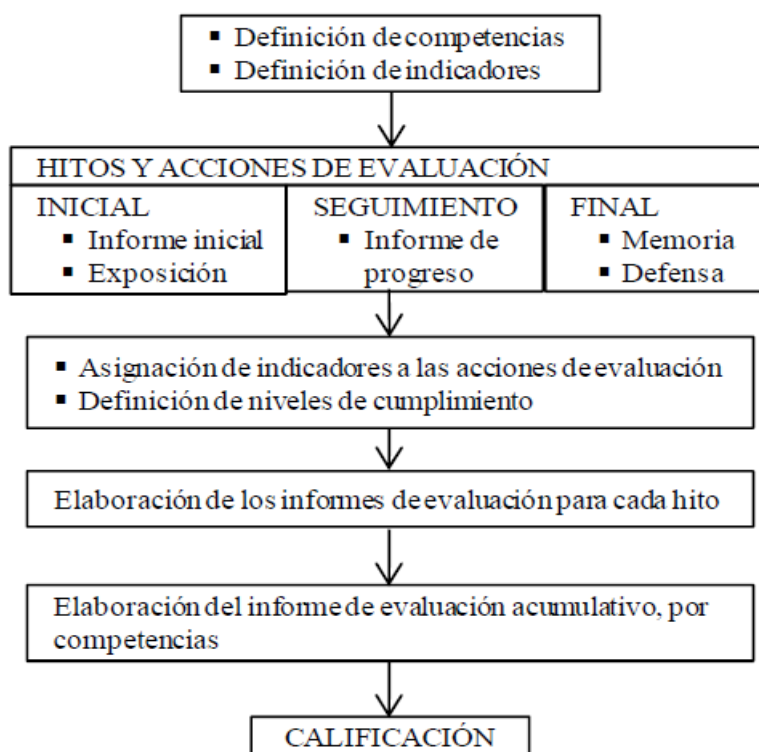 ▪ Definición de competencias
▪ Definición de indicadores
HITOS Y ACCIONES DE EVALUACIÓN
INICIAL
▪ Informe inicial
▪ Exposición
SEGUIMIENTO
▪ Informe de
progreso
FINAL
▪ Memoria
▪ Defensa
▪ Asignación de indicadores a las acciones de evaluación
▪ Definición de niveles de cumplimiento
Elaboración de los informes de evaluación para cada hito
Elaboración del informe de evaluación acumulativo, por
competencias
CALIFICACIÓN